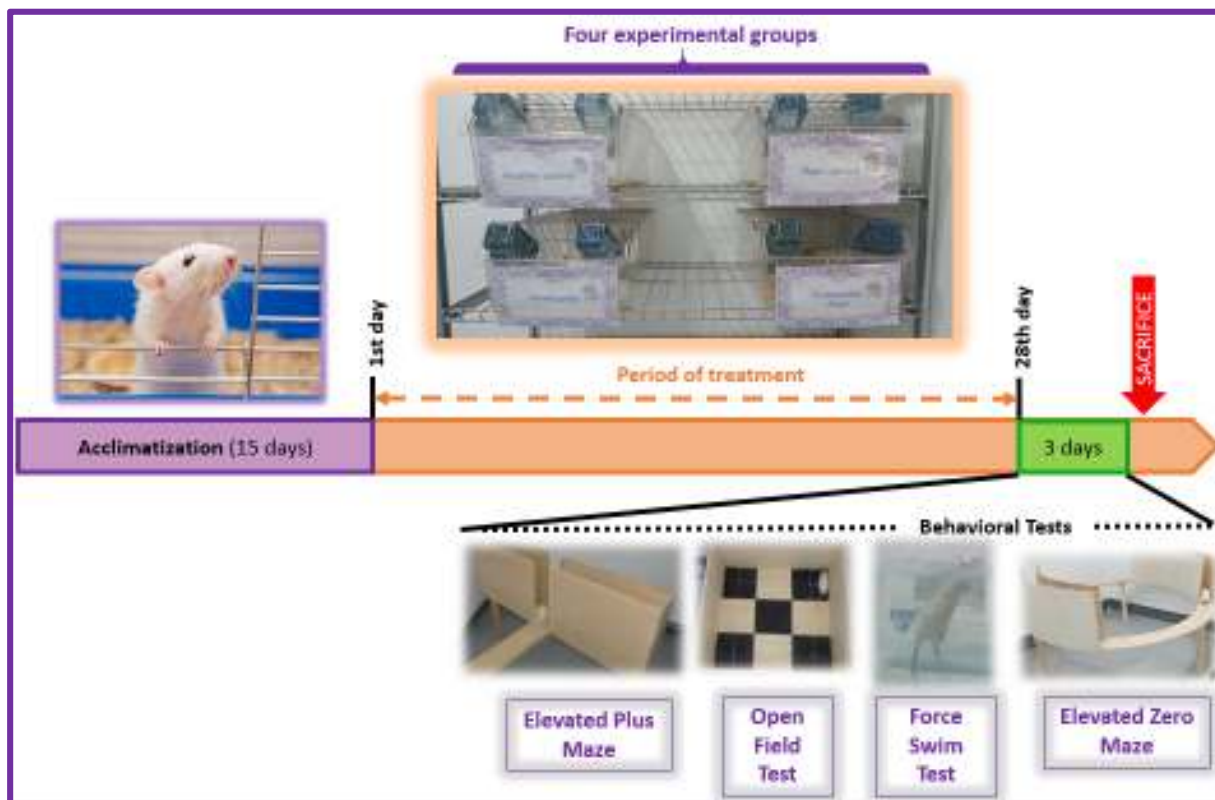 Four experimental groups
1st day
28th day
SACRIFICE
Period of treatment
Acclimatization (15 days)
3 days
Behavioral Tests
Elevated Plus
Maze
Open
Field
Test
Force
Swim
Test
Elevated Zero
Maze